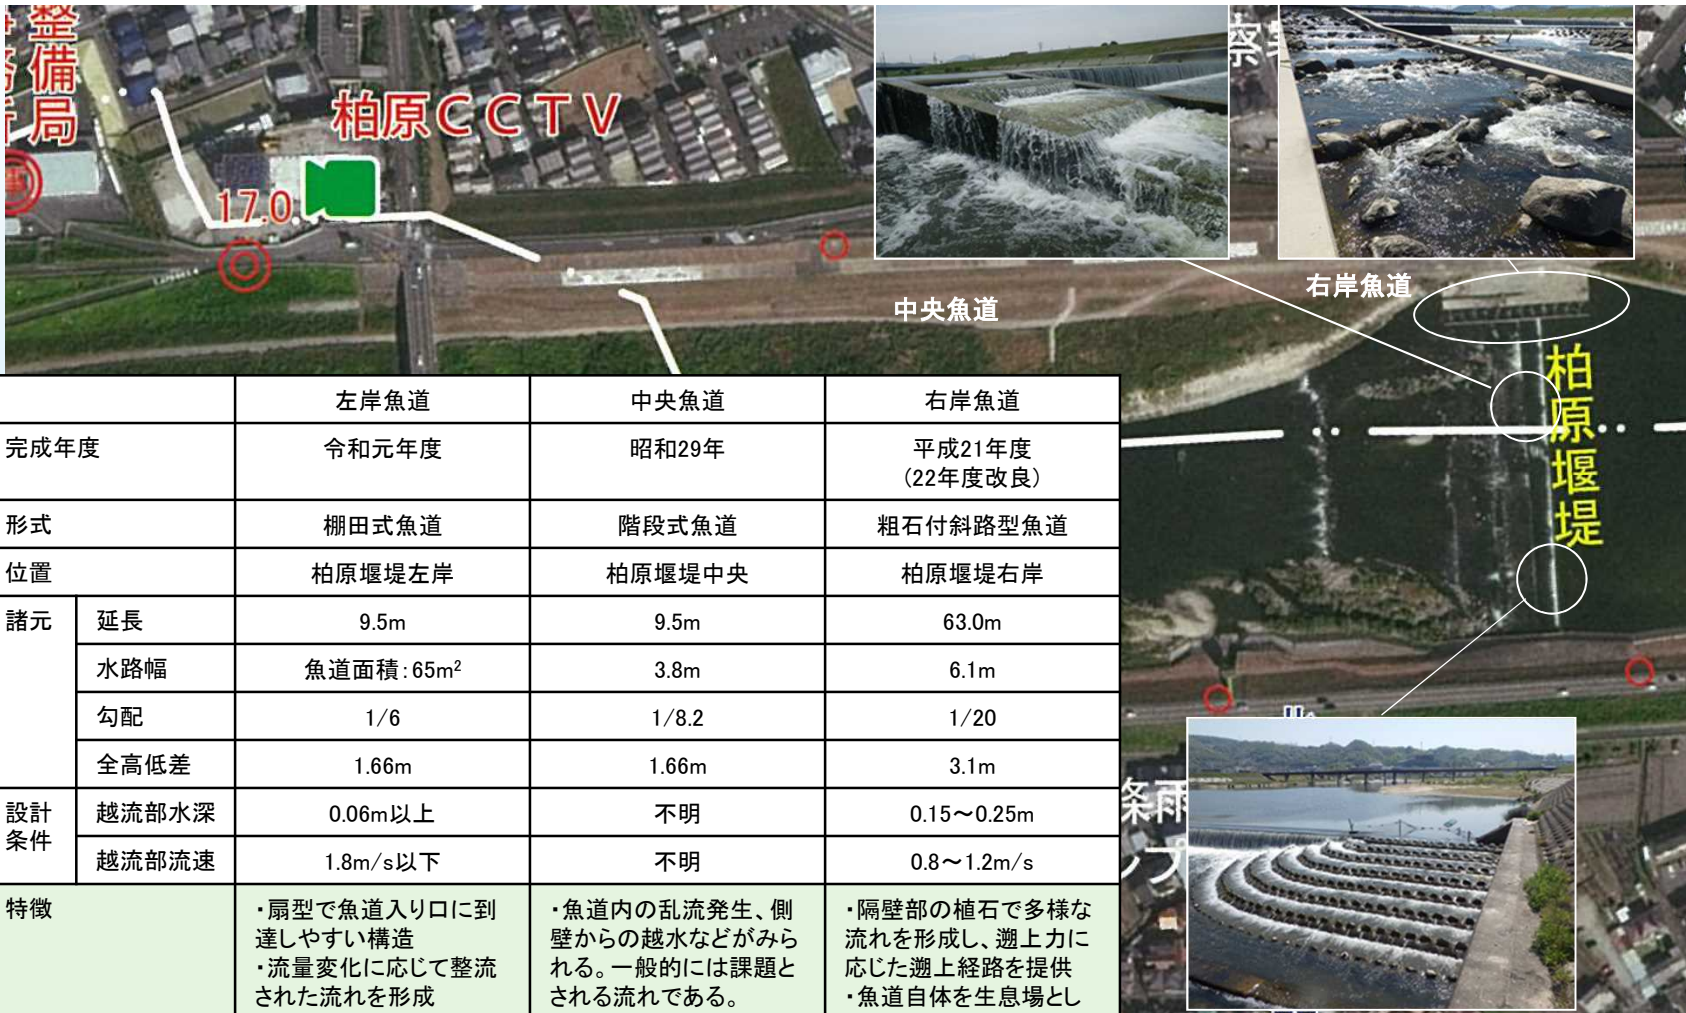 整備局
柏原CCTV
17.0
中央魚道
右岸魚道
柏原堰堤
左岸魚道 中央魚道 右岸魚道
完成年度 令和元年度 昭和29年 平成21年度
(22年度改良)
形式 棚田式魚道 階段式魚道 粗石付斜路型魚道
位置 柏原堰堤左岸 柏原堰堤中央 柏原堰堤右岸
諸元 延長 9.5m 9.5m 63.0m
水路幅 魚道面積:65m² 3.8m 6.1m
勾配 1/6 1/8.2 1/20
全高低差 1.66m 1.66m 3.1m
設計
条件
越流部水深 0.06m以上 不明 0.15~0.25m
越流部流速 1.8m/s以下 不明 0.8~1.2m/s
特徴
・扇型で魚道入り口に到
達しやすい構造
・流量変化に応じて整流
された流れを形成
・魚道内の乱流発生、側
壁からの越水などがみら
れる。一般的には課題と
される流れである。
・隔壁部の植石で多様な
流れを形成し、遡上力に
応じた遡上経路を提供
・魚道自体を生息場とし